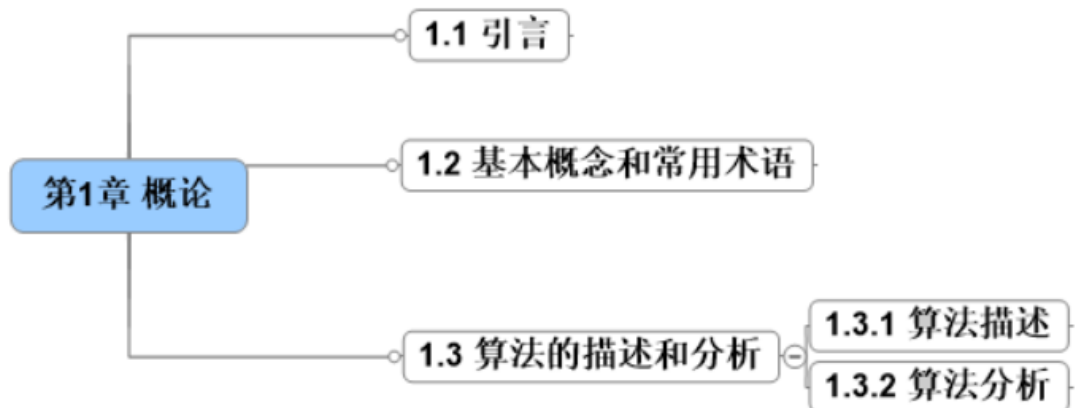 1.1 引言
1.2 基本概念和常用术语
第1章 概论
1.3 算法的描述和分析
1.3.1 算法描述
1.3.2 算法分析